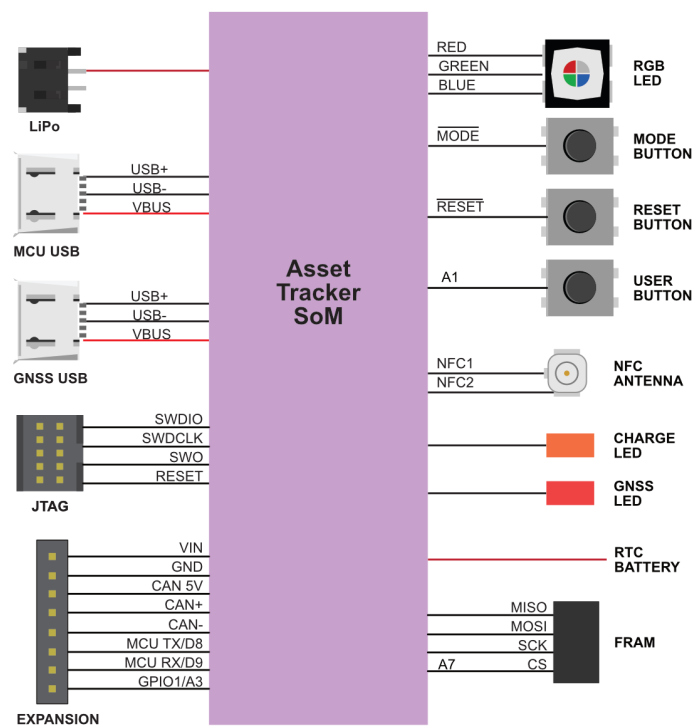 LiPo
USB+
USB-
VBUS
MCU USB
USB+
USB-
VBUS
GNSS USB
SWDIO
SWDCLK
SWO
RESET
JTAG
VIN
GND
CAN 5V
CAN+
CAN-
MCU TX/D8
MCU RX/D9
GPIO1/A3
EXPANSION
Asset
Tracker
SoM
RED
GREEN
BLUE
RGB
LED
MODE
MODE
BUTTON
RESET
RESET
BUTTON
A1
USER
BUTTON
NFC1
NFC2
NFC
ANTENNA
CHARGE
LED
GNSS
LED
RTC
BATTERY
MISO
MOSI
SCK
A7 CS
FRAM